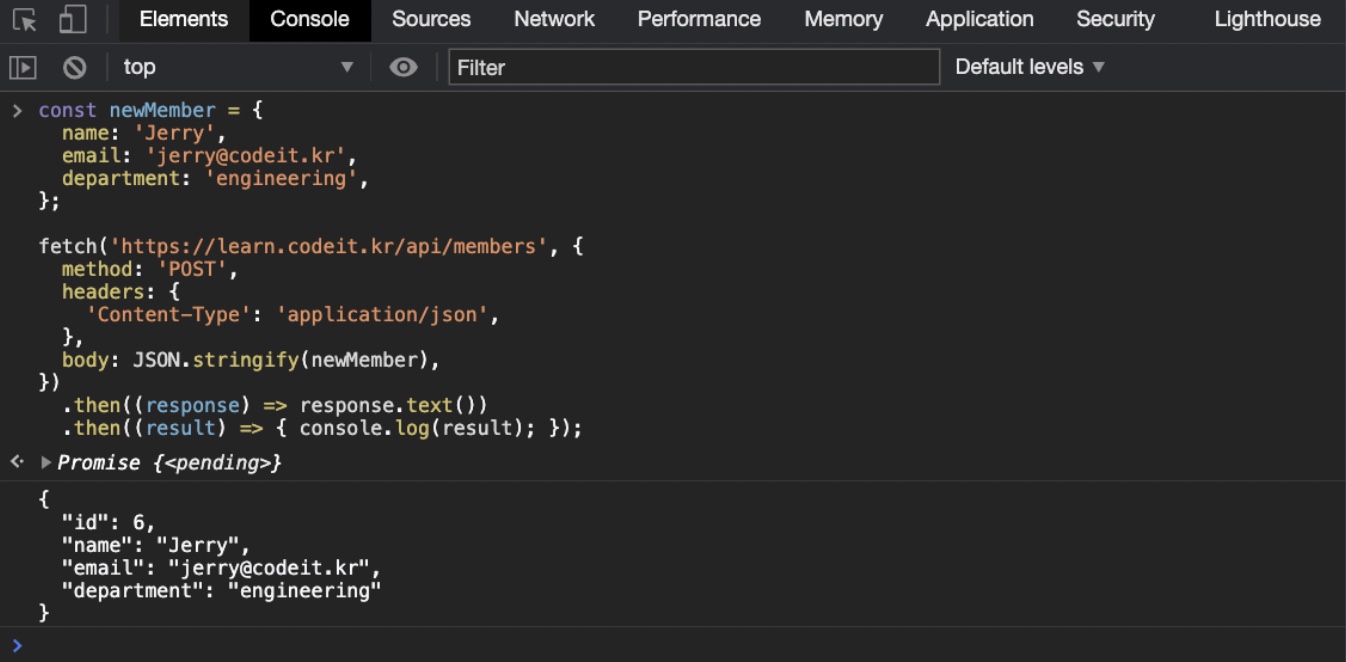 Elements Console Sources Network Performance Memory Application Security Lighthouse
top Filter Default levels
const newMember = {
  name: 'Jerry',
  email: 'jerry@codeit.kr',
  department: 'engineering',
};
fetch('https://learn.codeit.kr/api/members', {
  method: 'POST',
  headers: {
    'Content-Type': 'application/json',
  },
  body: JSON.stringify(newMember),
})
  .then((response) => response.text())
  .then((result) => { console.log(result); });
Promise {<pending>}
{
  "id": 6,
  "name": "Jerry",
  "email": "jerry@codeit.kr",
  "department": "engineering"
}